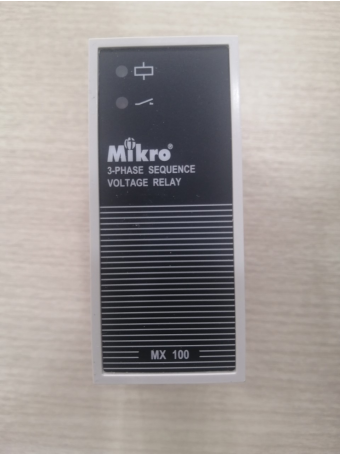 Mikro®
3-PHASE SEQUENCE
VOLTAGE RELAY
MX 100